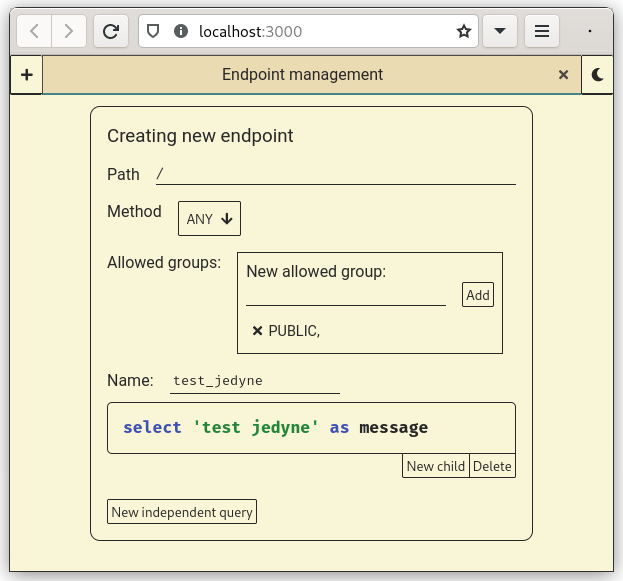 localhost:3000
+ Endpoint management ×
Creating new endpoint
Path /
Method ANY ↓
Allowed groups:
New allowed group:
Add
× PUBLIC,
Name: test_jedyne
select 'test jedyne' as message
New child Delete
New independent query